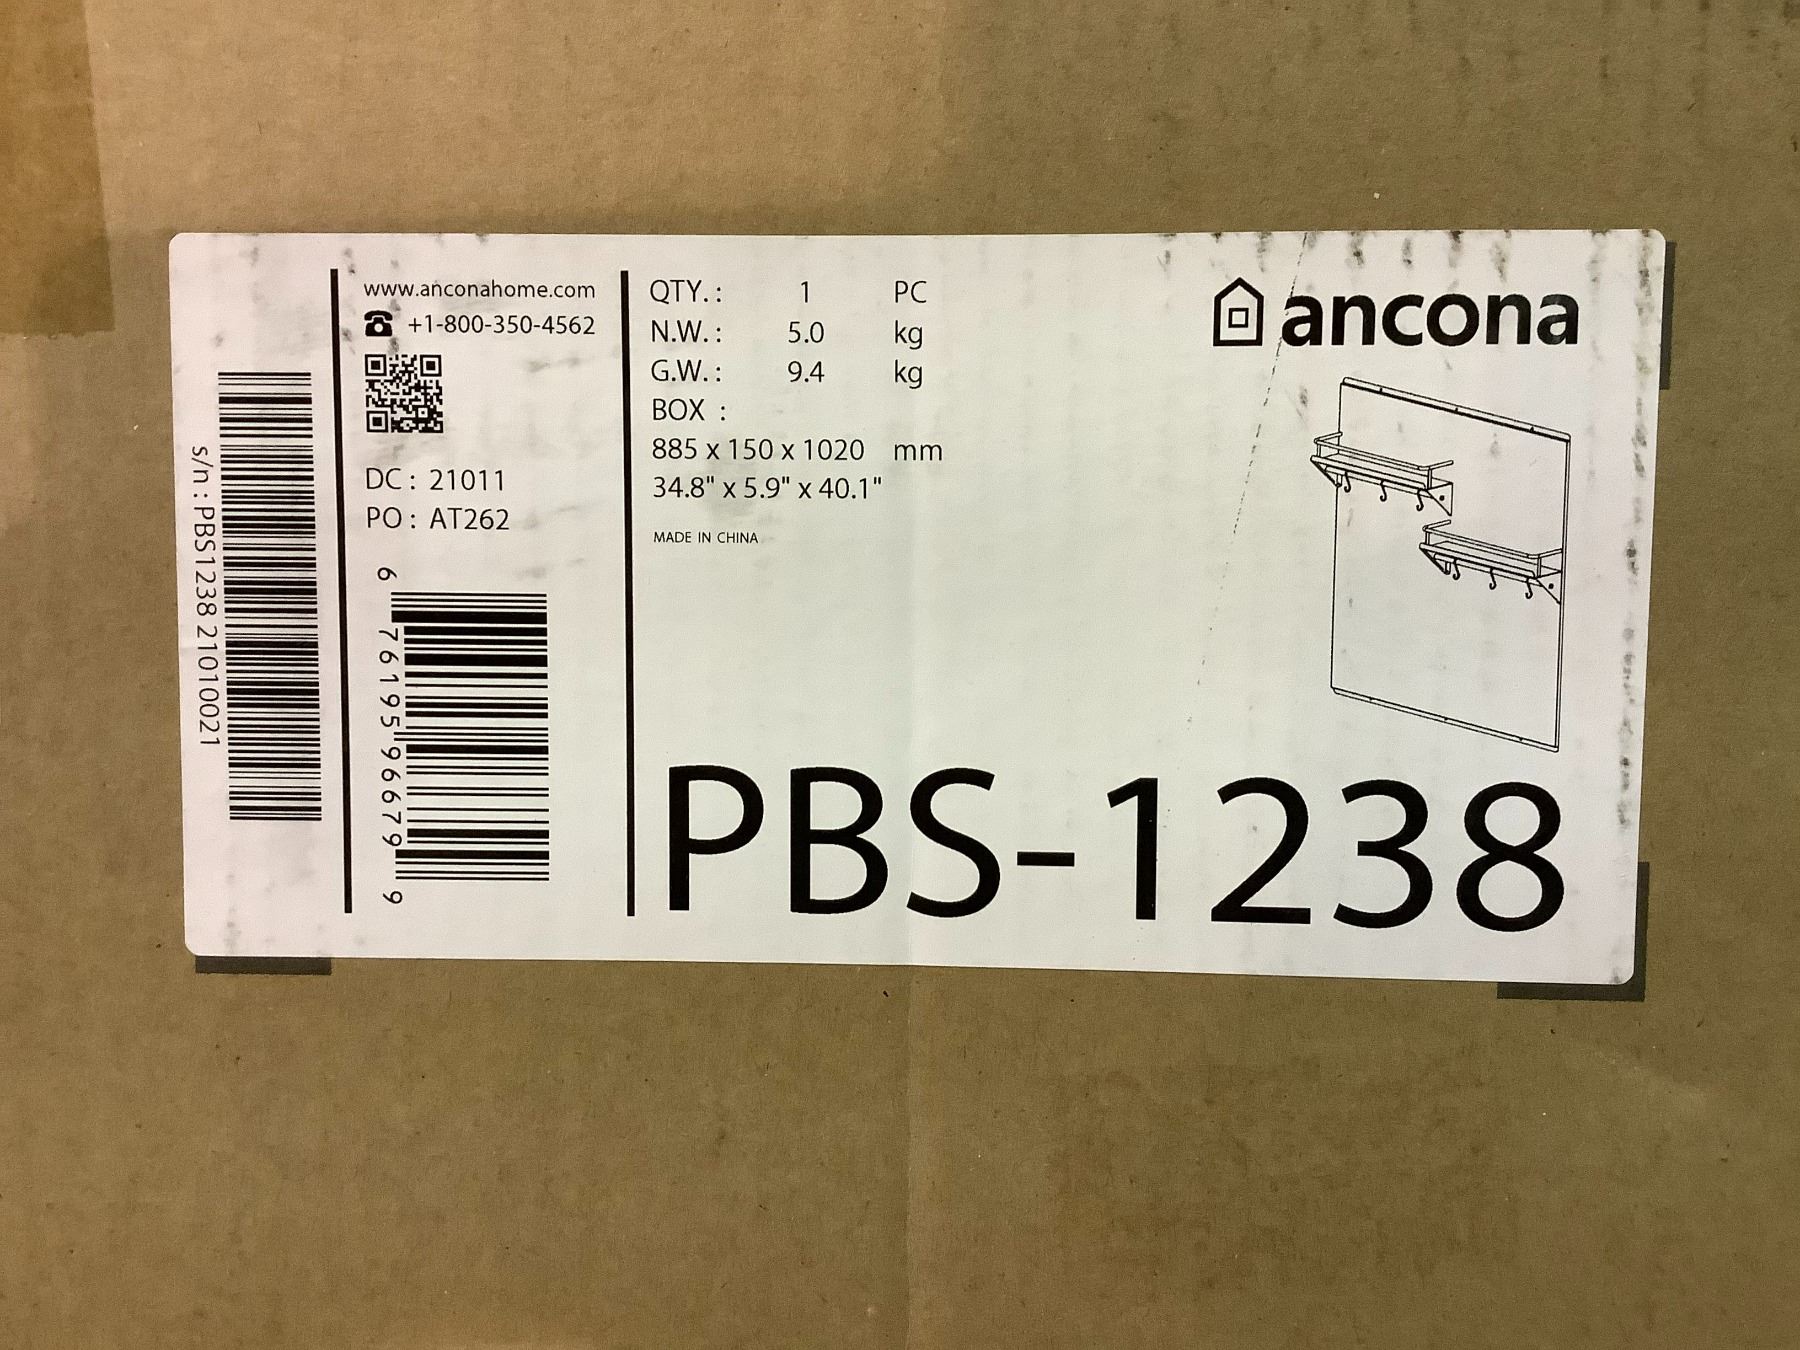 s/n : PBS1238 21010021
www.anconahome.com
+1-800-350-4562
DC : 21011
PO : AT262
6 76195 96679 9
QTY. : 1 PC
N.W. : 5.0 kg
G.W. : 9.4 kg
BOX :
885 x 150 x 1020 mm
34.8" x 5.9" x 40.1"
MADE IN CHINA
ancona
PBS-1238